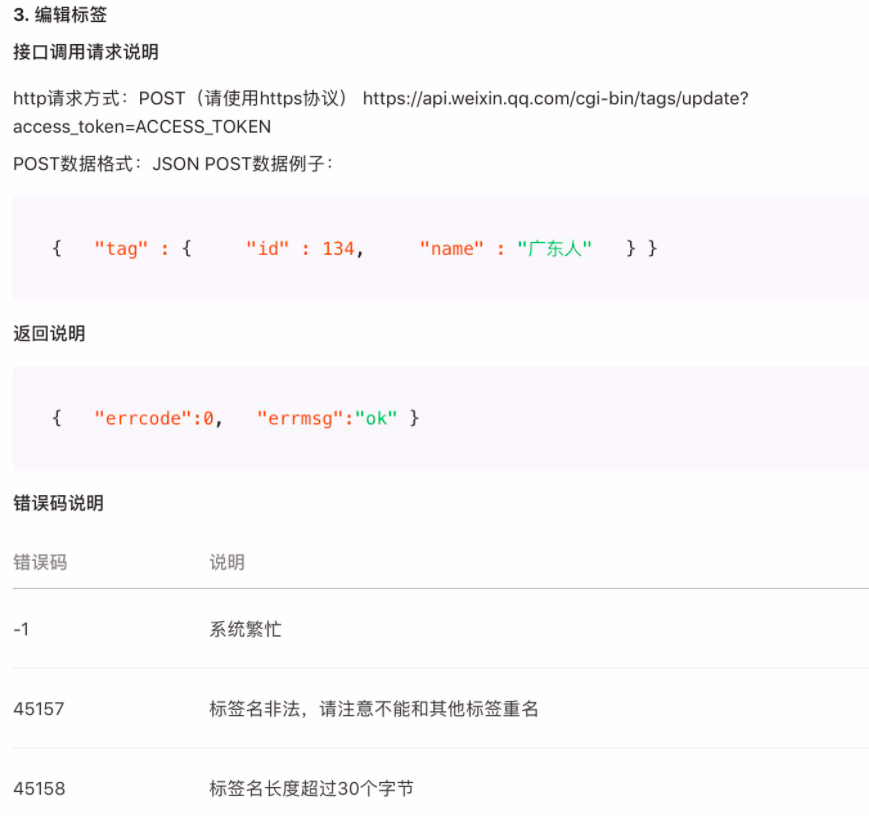 3. 编辑标签
接口调用请求说明
http请求方式：POST（请使用https协议） https://api.weixin.qq.com/cgi-bin/tags/update?
access_token=ACCESS_TOKEN
POST数据格式：JSON POST数据例子：
{   "tag" : {     "id" : 134,     "name" : "广东人"   } }
返回说明
{   "errcode":0,   "errmsg":"ok" }
错误码说明
错误码 说明
-1 系统繁忙
45157 标签名非法，请注意不能和其他标签重名
45158 标签名长度超过30个字节